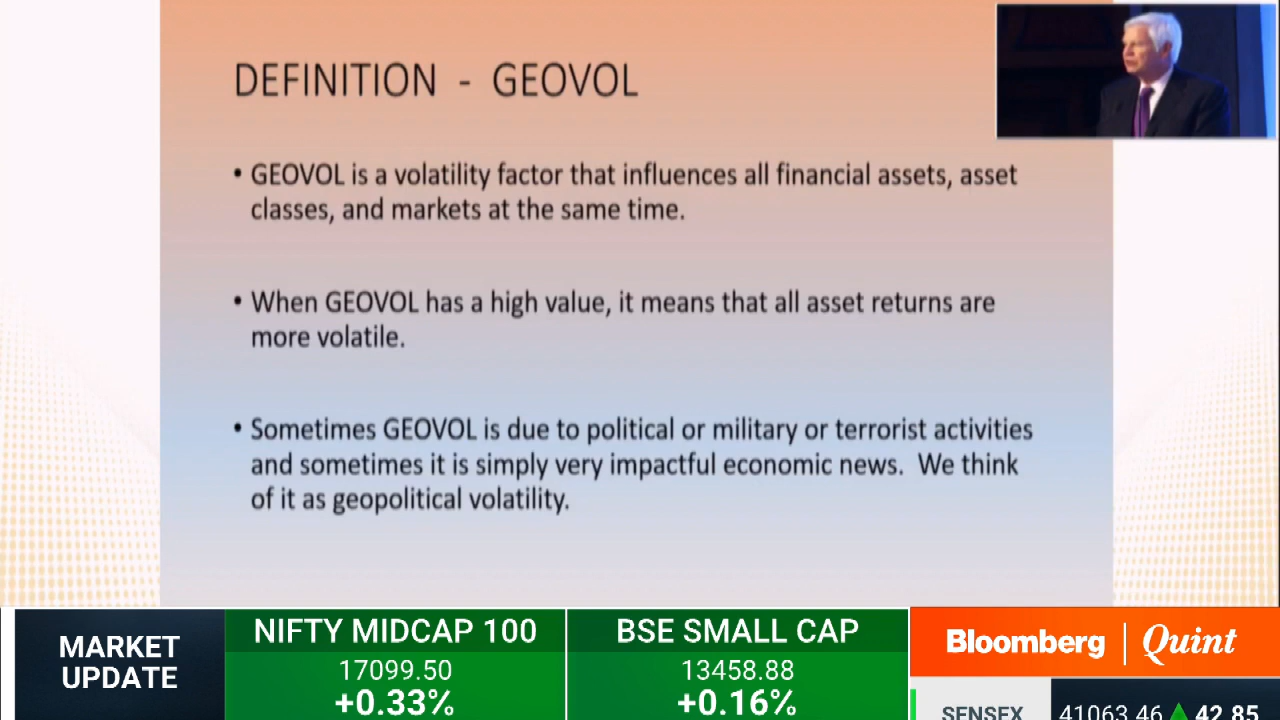 DEFINITION - GEOVOL
• GEOVOL is a volatility factor that influences all financial assets, asset
classes, and markets at the same time.
• When GEOVOL has a high value, it means that all asset returns are
more volatile.
• Sometimes GEOVOL is due to political or military or terrorist activities
and sometimes it is simply very impactful economic news. We think
of it as geopolitical volatility.
MARKET
UPDATE
NIFTY MIDCAP 100
17099.50
+0.33%
BSE SMALL CAP
13458.88
+0.16%
Bloomberg | Quint
SENSEX
41063.46 ▲ 42.85